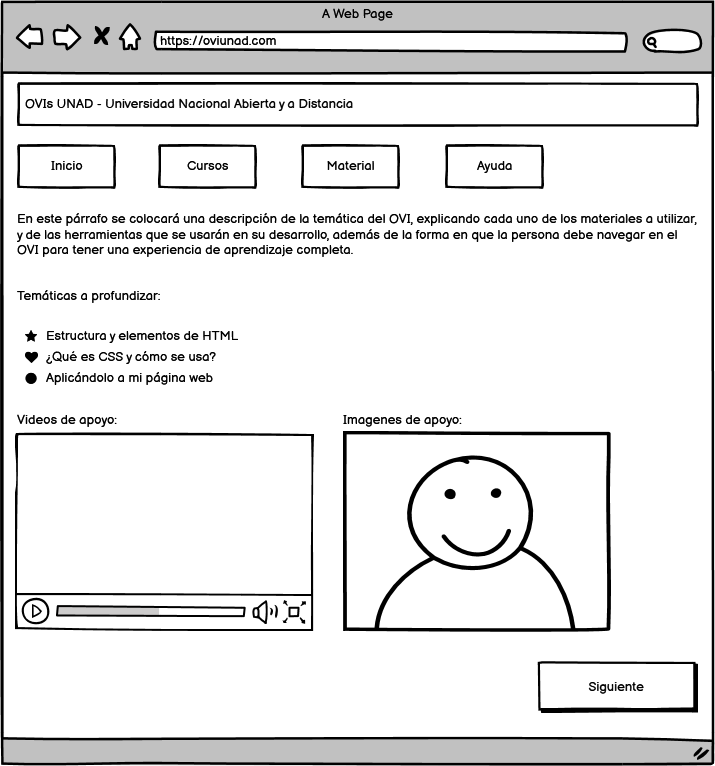 A Web Page
https://oviunad.com
OVIs UNAD - Universidad Nacional Abierta y a Distancia
Inicio
Cursos
Material
Ayuda
En este párrafo se colocará una descripción de la temática del OVI, explicando cada uno de los materiales a utilizar,
y de las herramientas que se usarán en su desarrollo, además de la forma en que la persona debe navegar en el
OVI para tener una experiencia de aprendizaje completa.
Temáticas a profundizar:
Estructura y elementos de HTML
¿Qué es CSS y cómo se usa?
Aplicándolo a mi página web
Videos de apoyo:
Imagenes de apoyo:
Siguiente